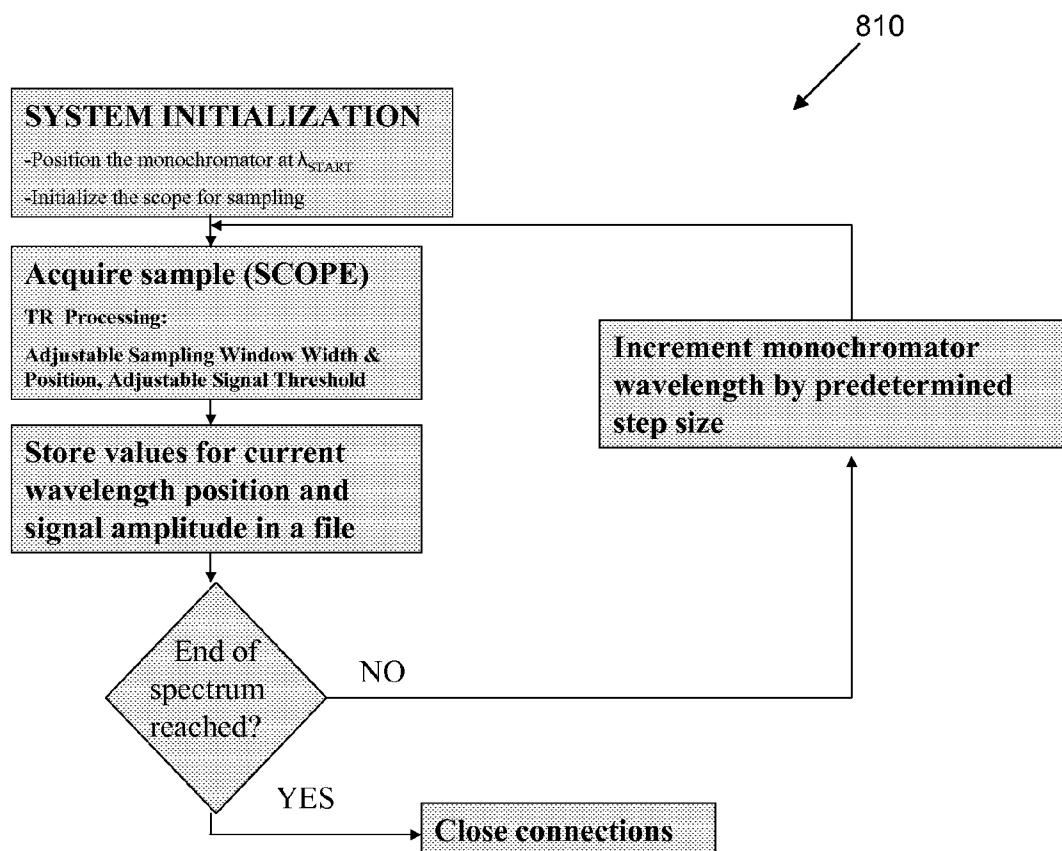 810
SYSTEM INITIALIZATION
-Position the monochromator at λSTART
-Initialize the scope for sampling
Acquire sample (SCOPE)
TR Processing:
Adjustable Sampling Window Width &
Position, Adjustable Signal Threshold
Increment monochromator
wavelength by predetermined
step size
Store values for current
wavelength position and
signal amplitude in a file
End of
spectrum
reached?
NO
YES
Close connections